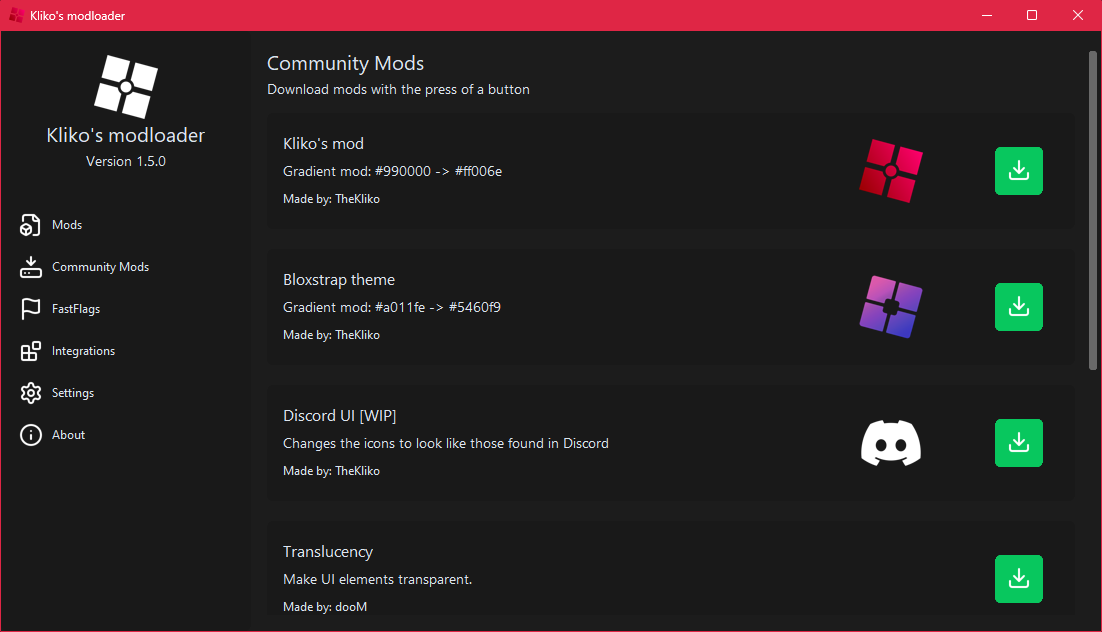 Kliko's modloader
Kliko's modloader
Version 1.5.0
Mods
Community Mods
FastFlags
Integrations
Settings
About
Community Mods
Download mods with the press of a button
Kliko's mod
Gradient mod: #990000 -> #ff006e
Made by: TheKliko
Bloxstrap theme
Gradient mod: #a011fe -> #5460f9
Made by: TheKliko
Discord UI [WIP]
Changes the icons to look like those found in Discord
Made by: TheKliko
Translucency
Make UI elements transparent.
Made by: dooM